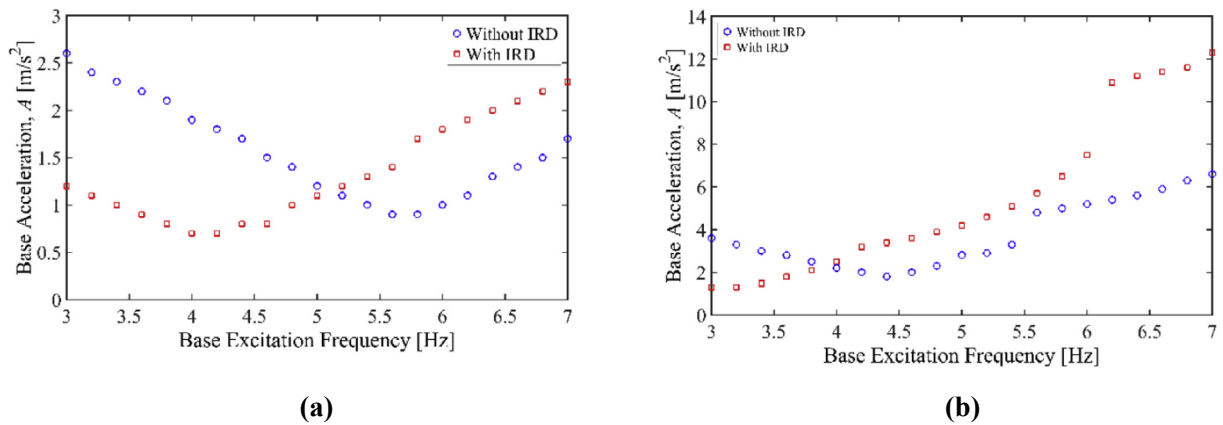 3
2.5
2
1.5
1
0.5
0
Base Acceleration, A [m/s²]
Without IRD
With IRD
3 3.5 4 4.5 5 5.5 6 6.5 7
Base Excitation Frequency [Hz]
(a)
14
12
10
8
6
4
2
0
Base Acceleration, A [m/s²]
Without IRD
With IRD
3 3.5 4 4.5 5 5.5 6 6.5 7
Base Excitation Frequency [Hz]
(b)